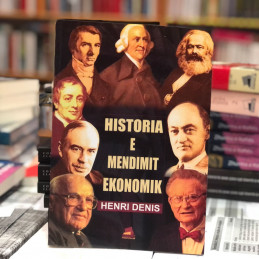 HISTORIA
E
MENDIMIT
EKONOMIK
HENRI DENIS